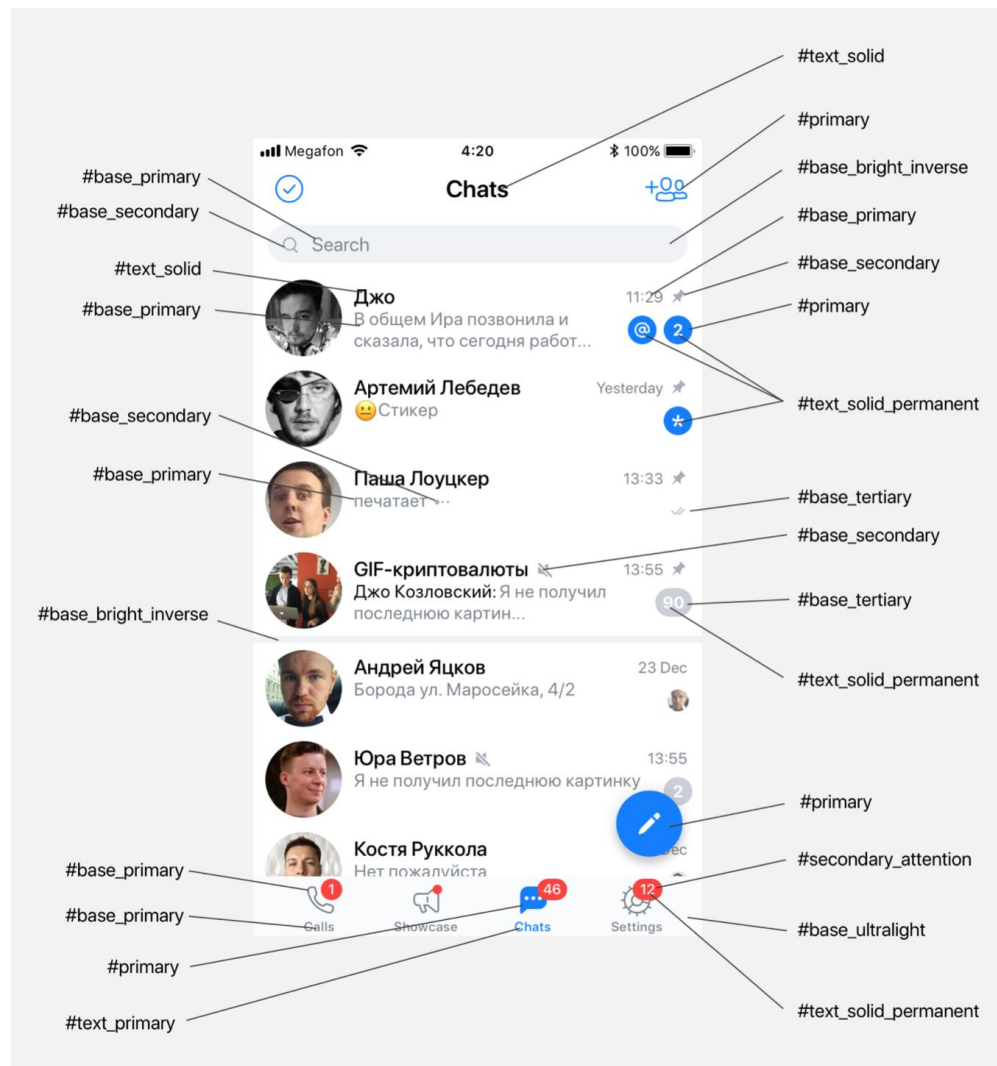 #text_solid
#primary
Megafon 4:20 100%
#base_bright_inverse
#base_primary
Chats
#base_secondary
#base_primary
Search
#base_secondary
#text_solid
Джо 11:29
#primary
#base_primary
В общем Ира позвонила и
@ 2
сказала, что сегодня работ...
Артемий Лебедев Yesterday
#text_solid_permanent
#base_secondary
Стикер
#base_primary
Паша Лоуцкер 13:33
#base_tertiary
печатает
#base_secondary
GIF-криптовалюты 13:55
Джо Козловский: Я не получил
90
#base_tertiary
#base_bright_inverse
последнюю картин...
Андрей Яцков 23 Dec
#text_solid_permanent
Борода ул. Маросейка, 4/2
Юра Ветров 13:55
Я не получил последнюю картинку
2
#primary
Костя Руккола
#secondary_attention
#base_primary
Нет пожалуйста
1 46 12
#base_primary
Calls Showcase Chats Settings
#base_ultralight
#primary
#text_solid_permanent
#text_primary